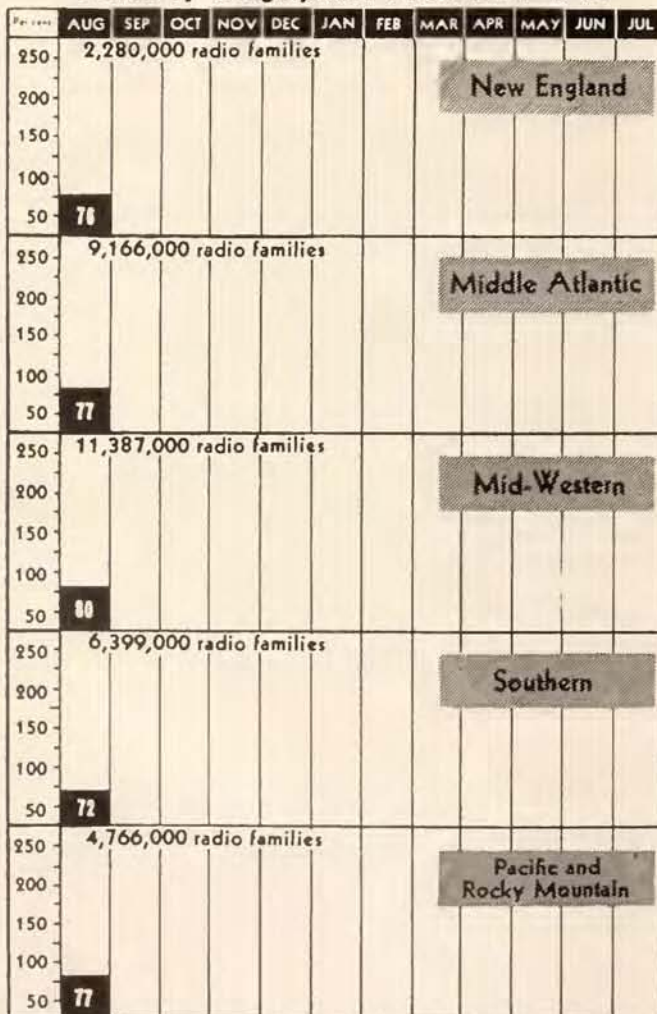 Per cent AUG SEP OCT NOV DEC JAN FEB MAR APR MAY JUN JUL
2,280,000 radio families
250
New England
200
150
100
50 76
9,166,000 radio families
250
Middle Atlantic
200
150
100
50 77
11,387,000 radio families
250
Mid-Western
200
150
100
50 80
6,399,000 radio families
250
Southern
200
150
100
50 72
4,766,000 radio families
250
Pacific and
200 Rocky Mountain
150
100
50 77